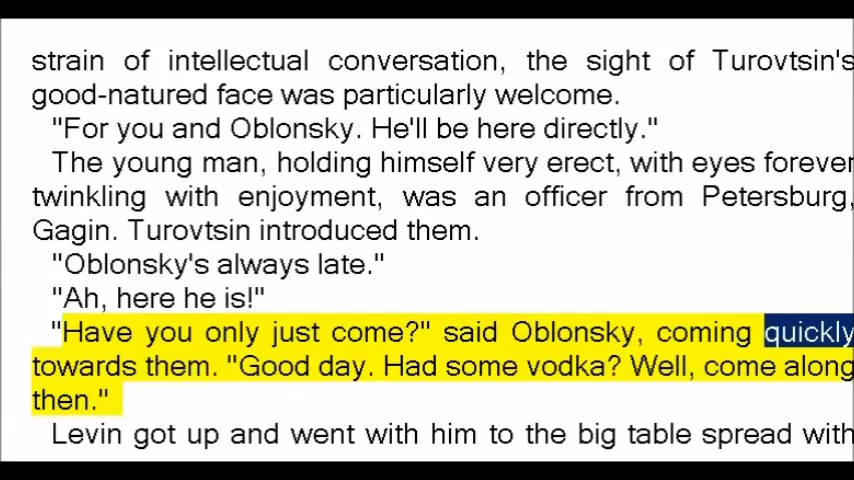 strain of intellectual conversation, the sight of Turovtsin's
good-natured face was particularly welcome.
"For you and Oblonsky. He'll be here directly."
The young man, holding himself very erect, with eyes forever
twinkling with enjoyment, was an officer from Petersburg,
Gagin. Turovtsin introduced them.
"Oblonsky's always late."
"Ah, here he is!"
"Have you only just come?" said Oblonsky, coming quickly
towards them. "Good day. Had some vodka? Well, come along
then."
Levin got up and went with him to the big table spread with